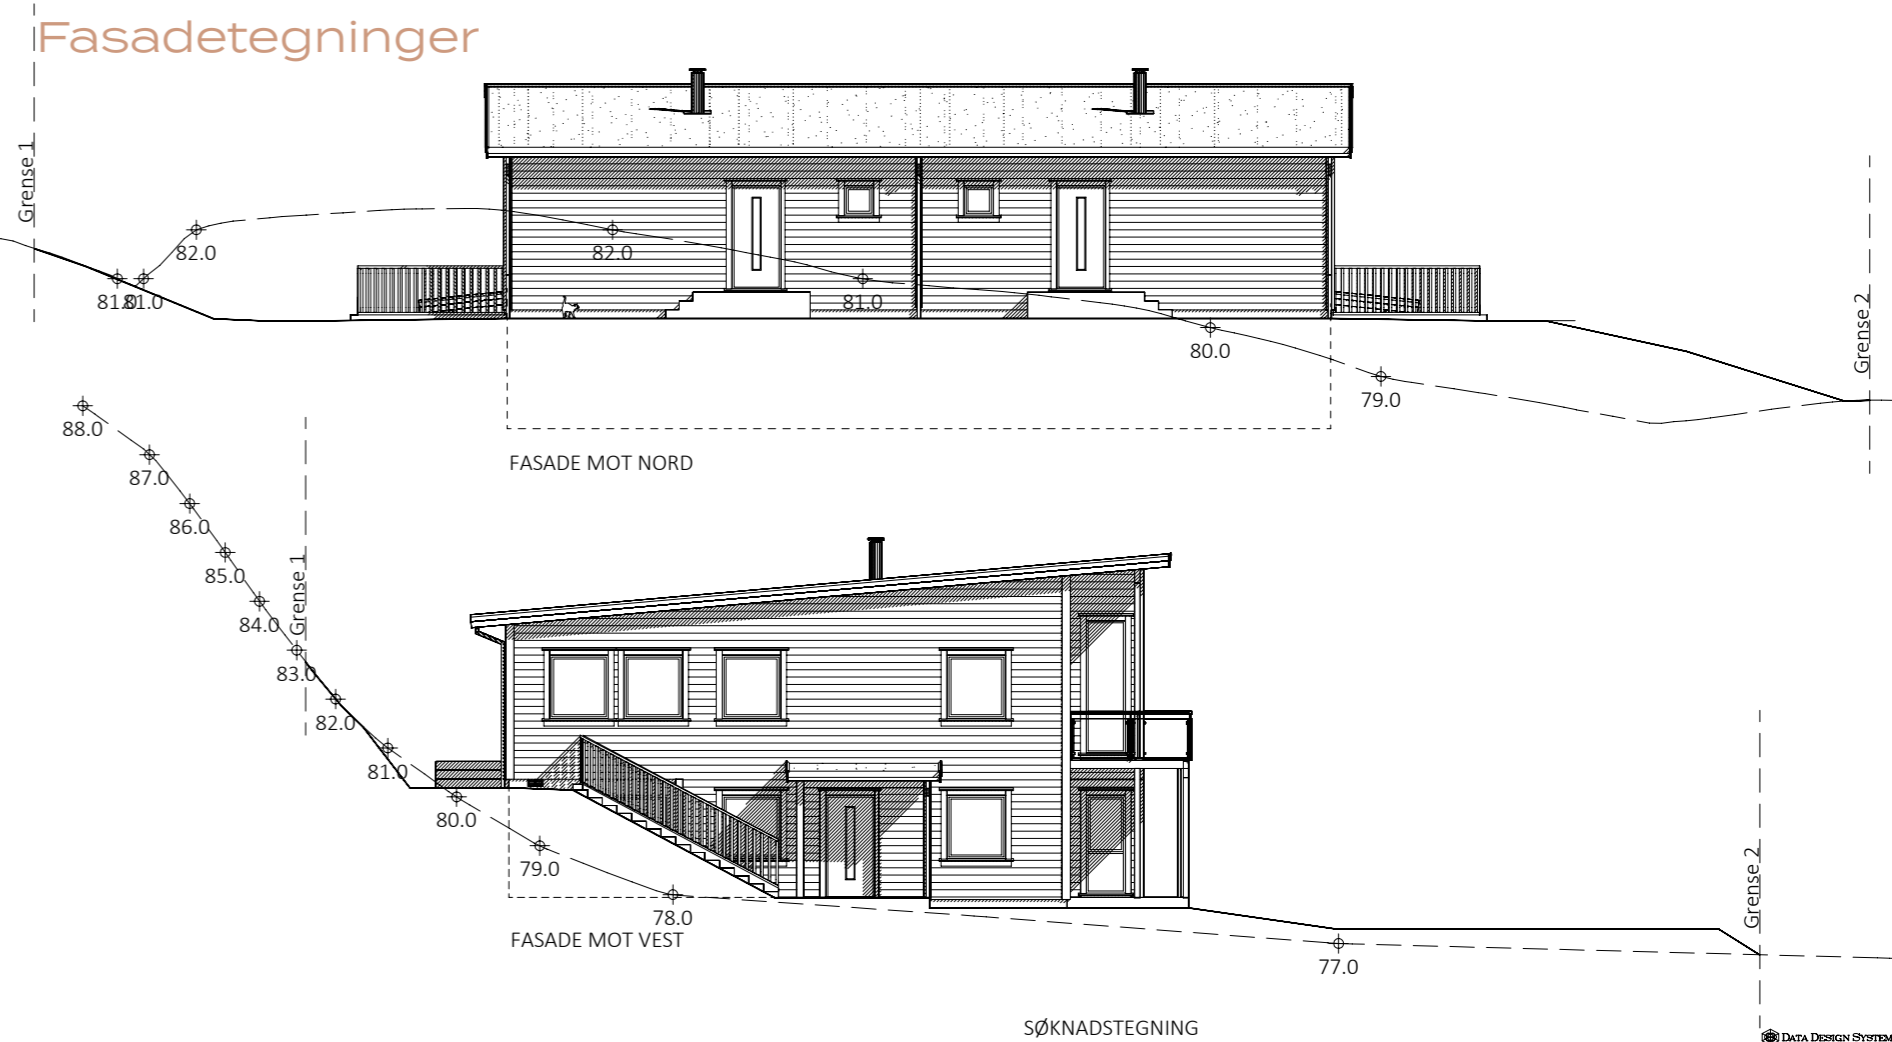 Fasadetegninger
Grense 1
82.0
82.0
81.0
81.0
81.0
80.0
79.0
Grense 2
FASADE MOT NORD
88.0
87.0
86.0
85.0
84.0
83.0
82.0
81.0
80.0
79.0
78.0
77.0
Grense 1
Grense 2
FASADE MOT VEST
SØKNADSTEGNING
DATA DESIGN SYSTEM